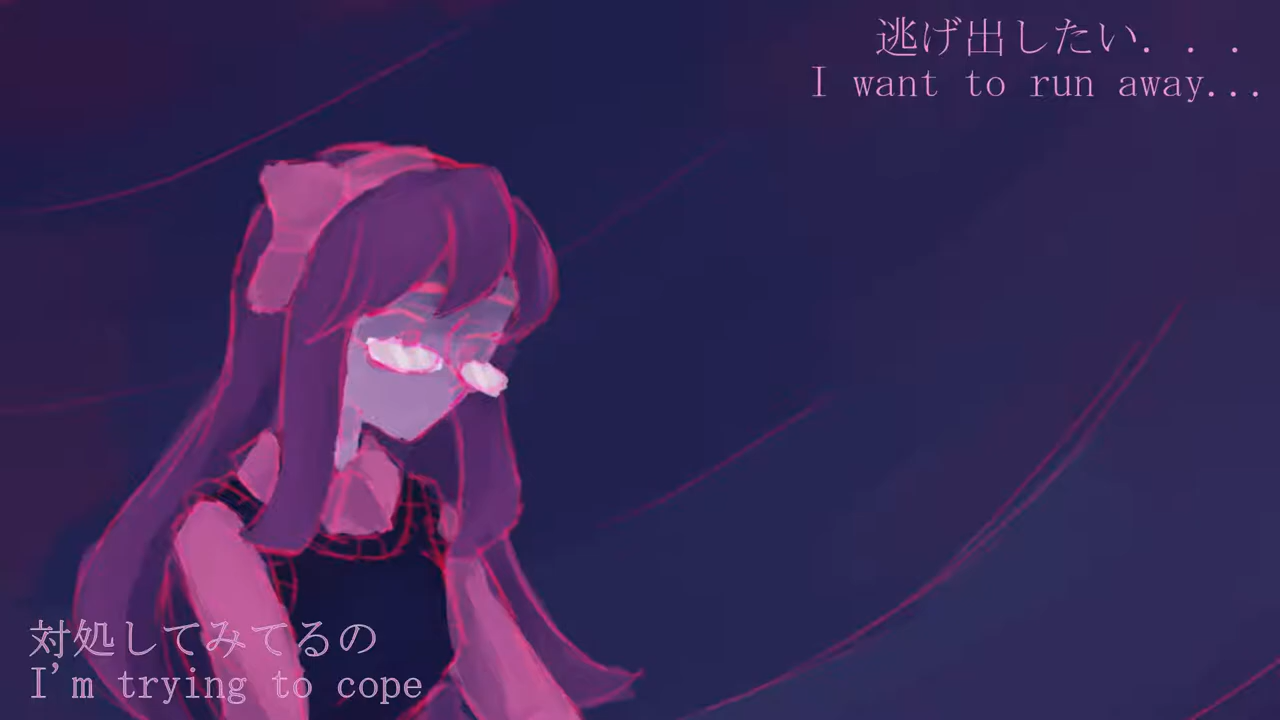 逃げ出したい. . .
I want to run away...
対処してみてるの
I'm trying to cope